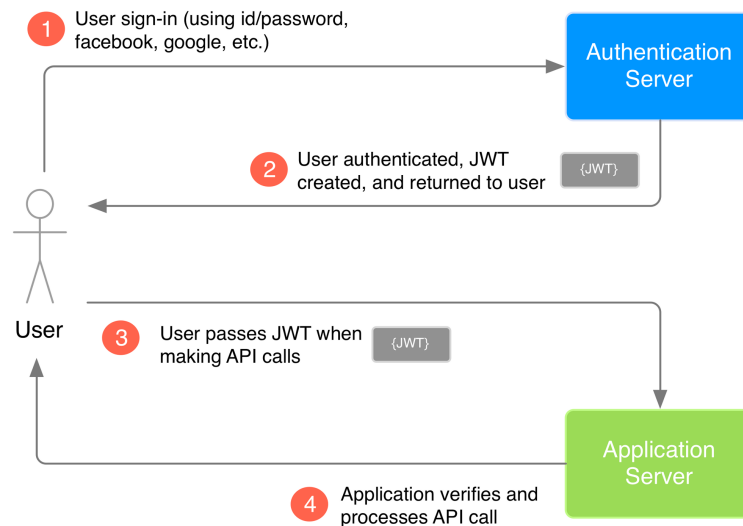 1
User sign-in (using id/password,
facebook, google, etc.)
Authentication
Server
2
User authenticated, JWT
created, and returned to user
{JWT}
User
3
User passes JWT when
making API calls
{JWT}
Application
Server
4
Application verifies and
processes API call